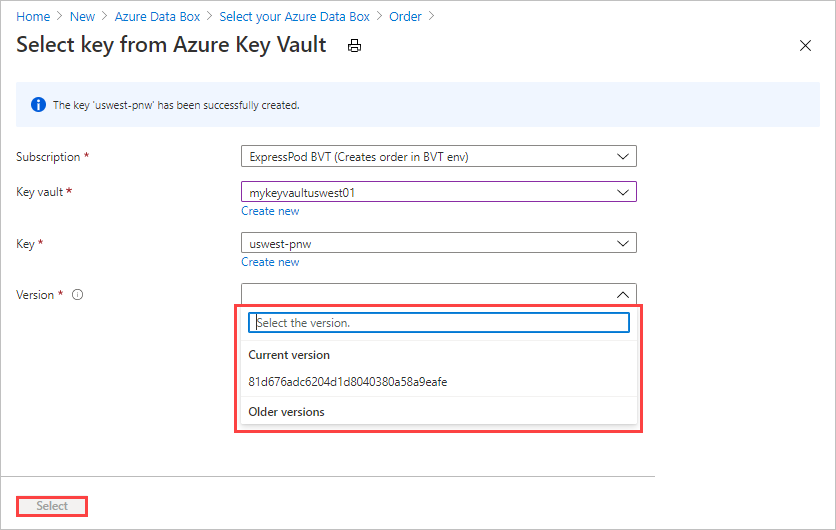 Home > New > Azure Data Box > Select your Azure Data Box > Order >
Select key from Azure Key Vault
The key 'uswest-pnw' has been successfully created.
Subscription * ExpressPod BVT (Creates order in BVT env)
Key vault * mykeyvaultuswest01
Create new
Key * uswest-pnw
Create new
Version *
Select the version.
Current version
81d676adc6204d1d8040380a58a9eafe
Older versions
Select